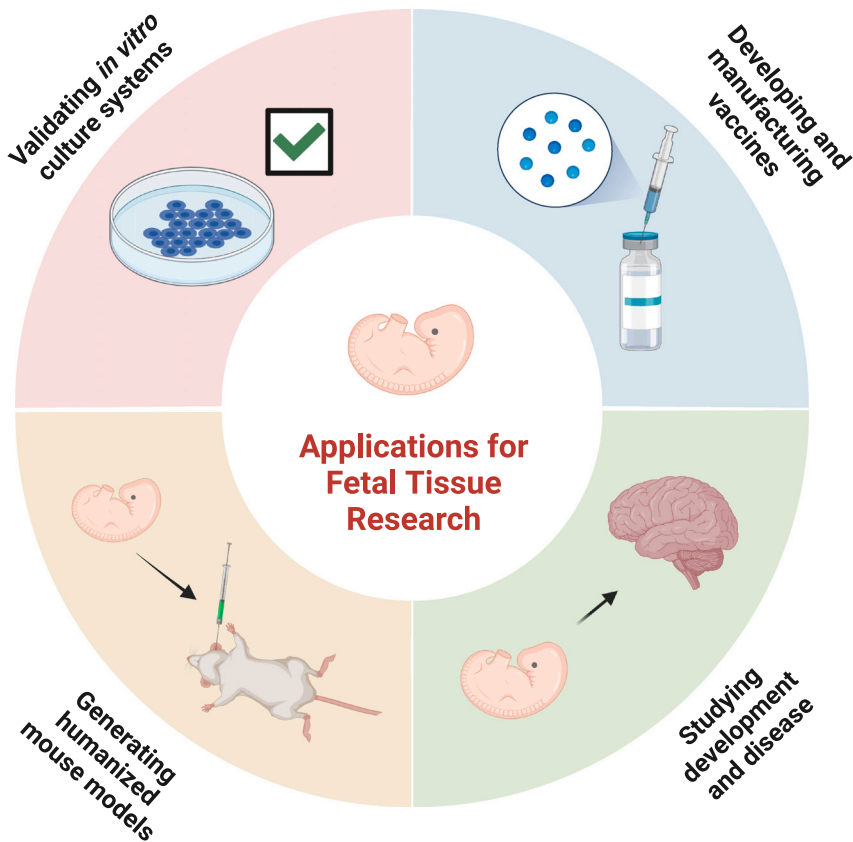 Validating in vitro
culture systems
Developing and
manufacturing
vaccines
Applications for
Fetal Tissue
Research
Generating
humanized
mouse models
Studying
development
and disease